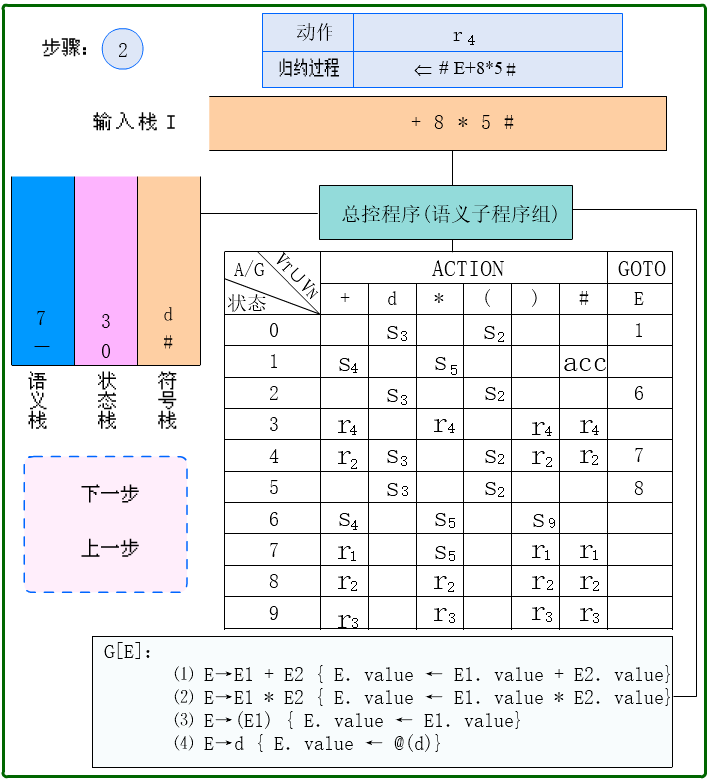 步骤: 2
动作 r4
归约过程 ⇐ # E+8*5 #
输入栈 I + 8 * 5 #
总控程序(语义子程序组)
7 3 d
— 0 #
语义栈 状态栈 符号栈
下一步
上一步
A/G VT∪VN ACTION GOTO
状态 + d * ( ) # E
0 S3 S2 1
1 S4 S5 acc
2 S3 S2 6
3 r4 r4 r4 r4
4 r2 S3 S2 r2 r2 7
5 S3 S2 8
6 S4 S5 S9
7 r1 S5 r1 r1
8 r2 r2 r2 r2
9 r3 r3 r3 r3
G[E]:
(1) E→E1 + E2 { E. value ← E1. value + E2. value}
(2) E→E1 * E2 { E. value ← E1. value * E2. value}
(3) E→(E1) { E. value ← E1. value}
(4) E→d { E. value ← @(d)}